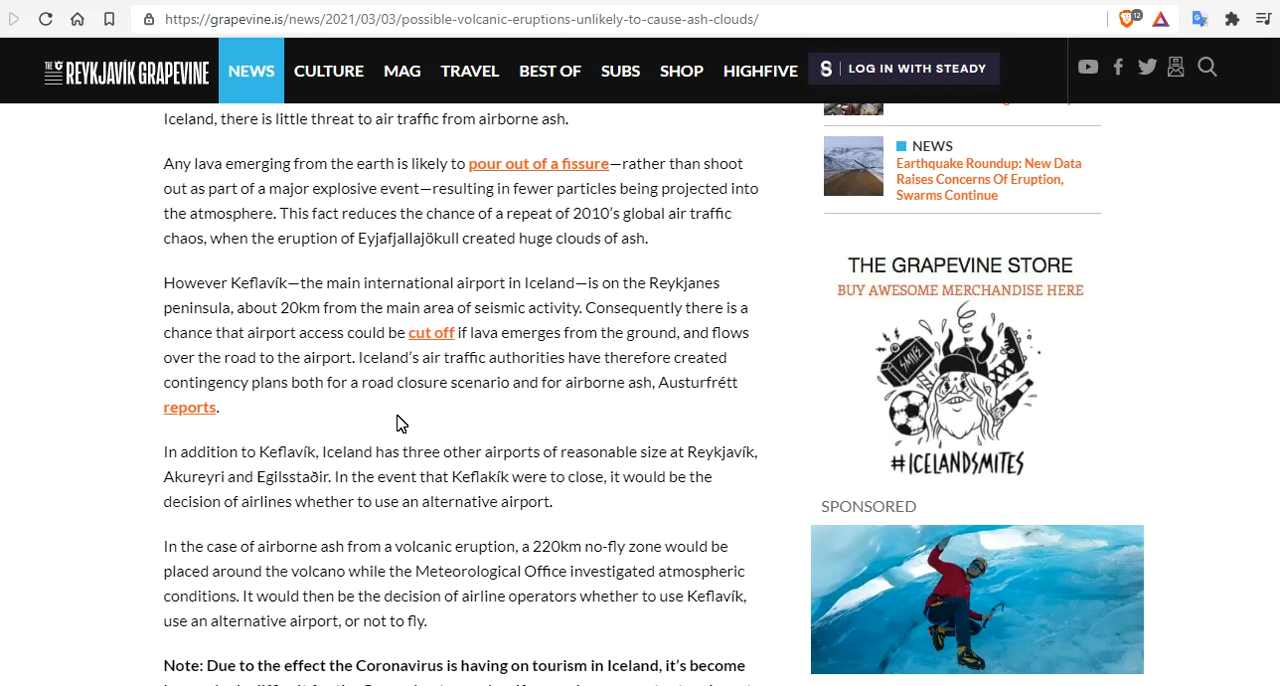 https://grapevine.is/news/2021/03/03/possible-volcanic-eruptions-unlikely-to-cause-ash-clouds/
12
THE REYKJAVÍK GRAPEVINE
NEWS CULTURE MAG TRAVEL BEST OF SUBS SHOP HIGHFIVE
S | LOG IN WITH STEADY
Iceland, there is little threat to air traffic from airborne ash.
Any lava emerging from the earth is likely to pour out of a fissure—rather than shoot
out as part of a major explosive event—resulting in fewer particles being projected into
the atmosphere. This fact reduces the chance of a repeat of 2010's global air traffic
chaos, when the eruption of Eyjafjallajökull created huge clouds of ash.
However Keflavík—the main international airport in Iceland—is on the Reykjanes
peninsula, about 20km from the main area of seismic activity. Consequently there is a
chance that airport access could be cut off if lava emerges from the ground, and flows
over the road to the airport. Iceland's air traffic authorities have therefore created
contingency plans both for a road closure scenario and for airborne ash, Austurfrétt
reports.
In addition to Keflavík, Iceland has three other airports of reasonable size at Reykjavík,
Akureyri and Egilsstaðir. In the event that Keflakík were to close, it would be the
decision of airlines whether to use an alternative airport.
In the case of airborne ash from a volcanic eruption, a 220km no-fly zone would be
placed around the volcano while the Meteorological Office investigated atmospheric
conditions. It would then be the decision of airline operators whether to use Keflavík,
use an alternative airport, or not to fly.
Note: Due to the effect the Coronavirus is having on tourism in Iceland, it's become
NEWS
Earthquake Roundup: New Data
Raises Concerns Of Eruption,
Swarms Continue
THE GRAPEVINE STORE
BUY AWESOME MERCHANDISE HERE
SMITE
#ICELANDSMITES
SPONSORED